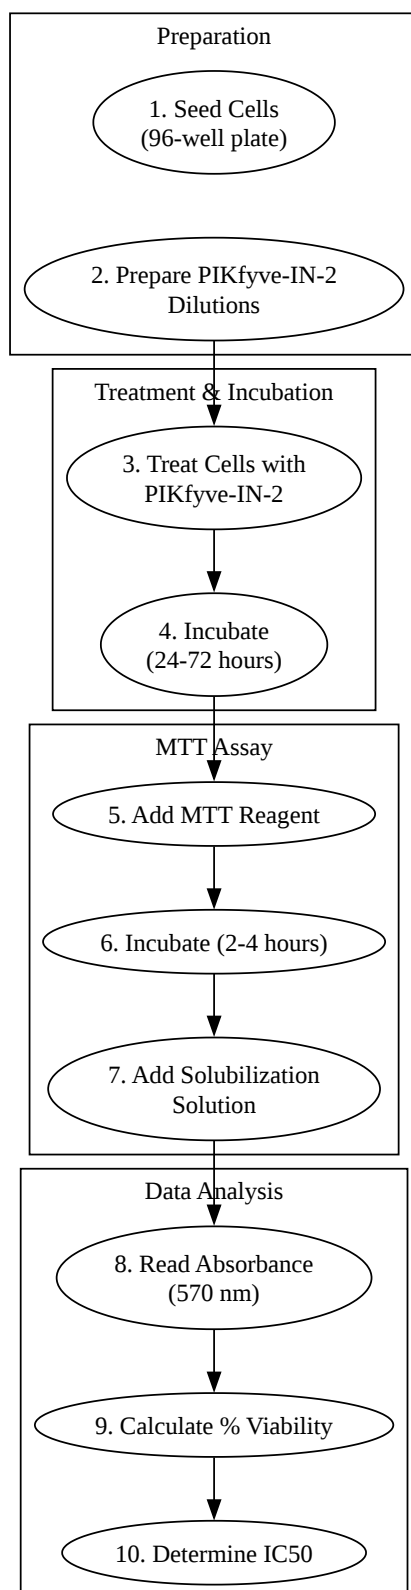 Preparation
1. Seed Cells
(96-well plate)
2. Prepare PIKfyve-IN-2
Dilutions
Treatment & Incubation
3. Treat Cells with
PIKfyve-IN-2
4. Incubate
(24-72 hours)
MTT Assay
5. Add MTT Reagent
6. Incubate (2-4 hours)
7. Add Solubilization
Solution
Data Analysis
8. Read Absorbance
(570 nm)
9. Calculate % Viability
10. Determine IC50